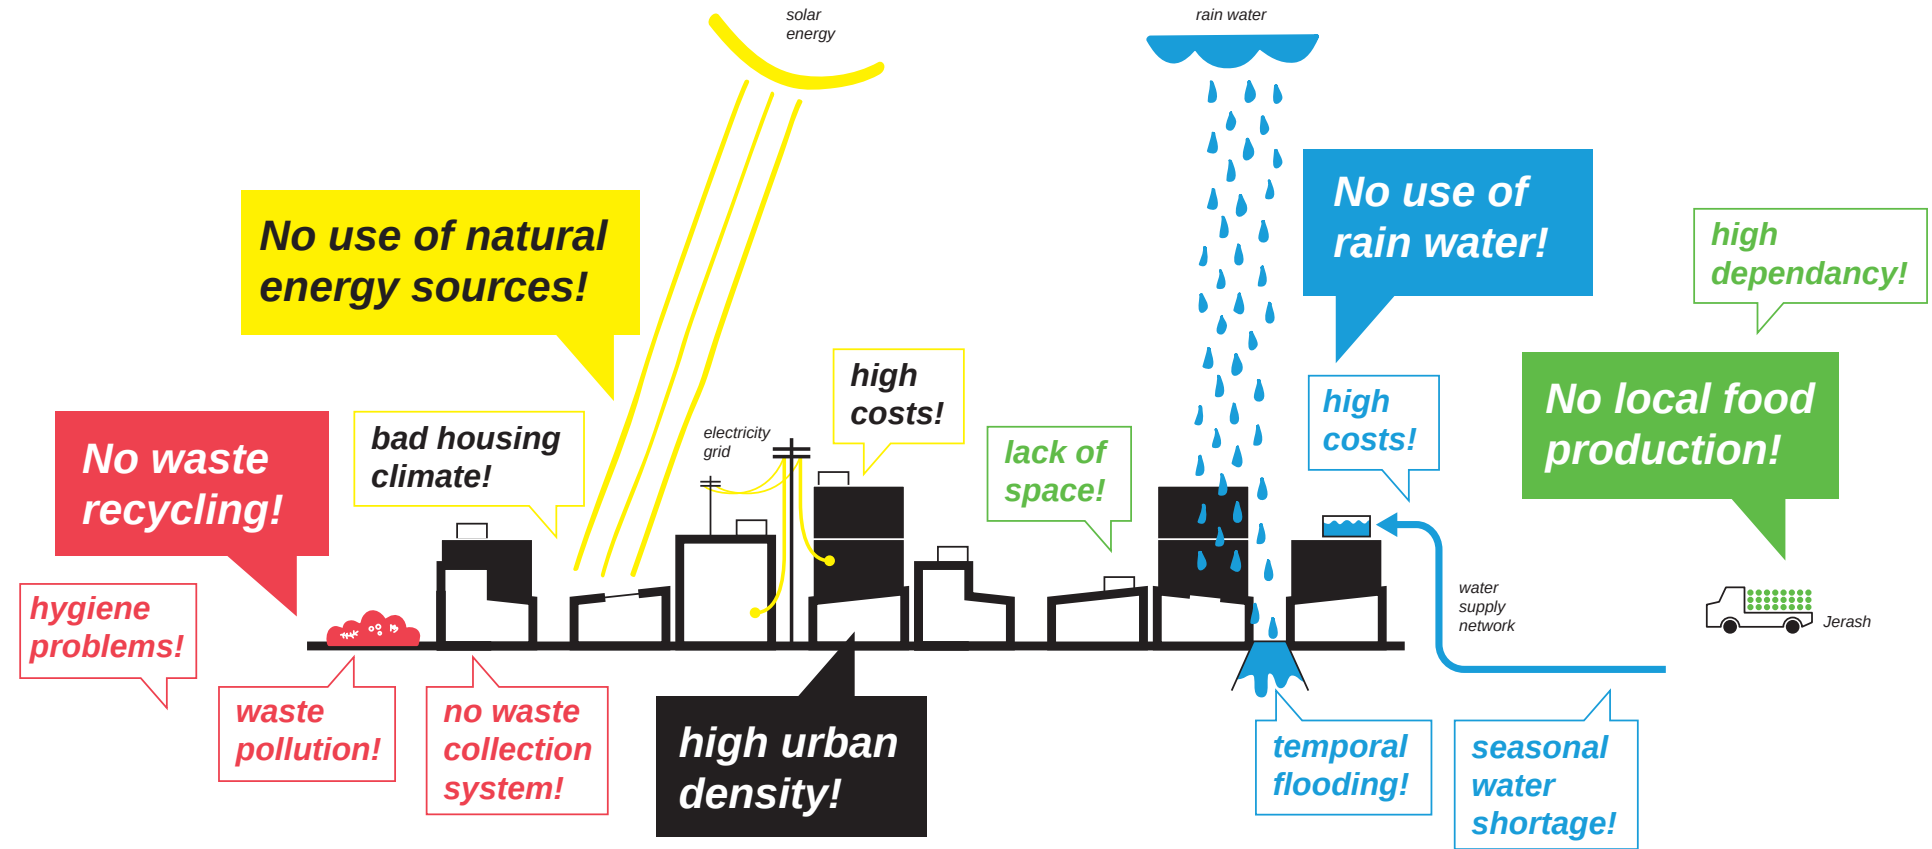 solar
energy
rain water
No use of natural
energy sources!
No use of
rain water!
high
dependancy!
high
costs!
high
costs!
No local food
production!
No waste
recycling!
bad housing
climate!
electricity
grid
lack of
space!
hygiene
problems!
water
supply
network
Jerash
waste
pollution!
no waste
collection
system!
high urban
density!
temporal
flooding!
seasonal
water
shortage!